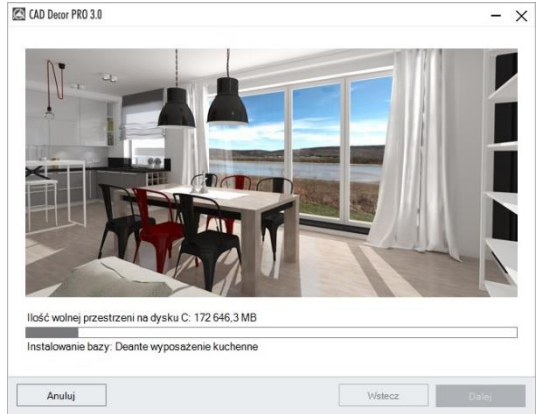 CAD Decor PRO 3.0
Ilość wolnej przestrzeni na dysku C: 172 646,3 MB
Instalowanie bazy: Deante wyposażenie kuchenne
Anuluj
Wstecz
Dalej